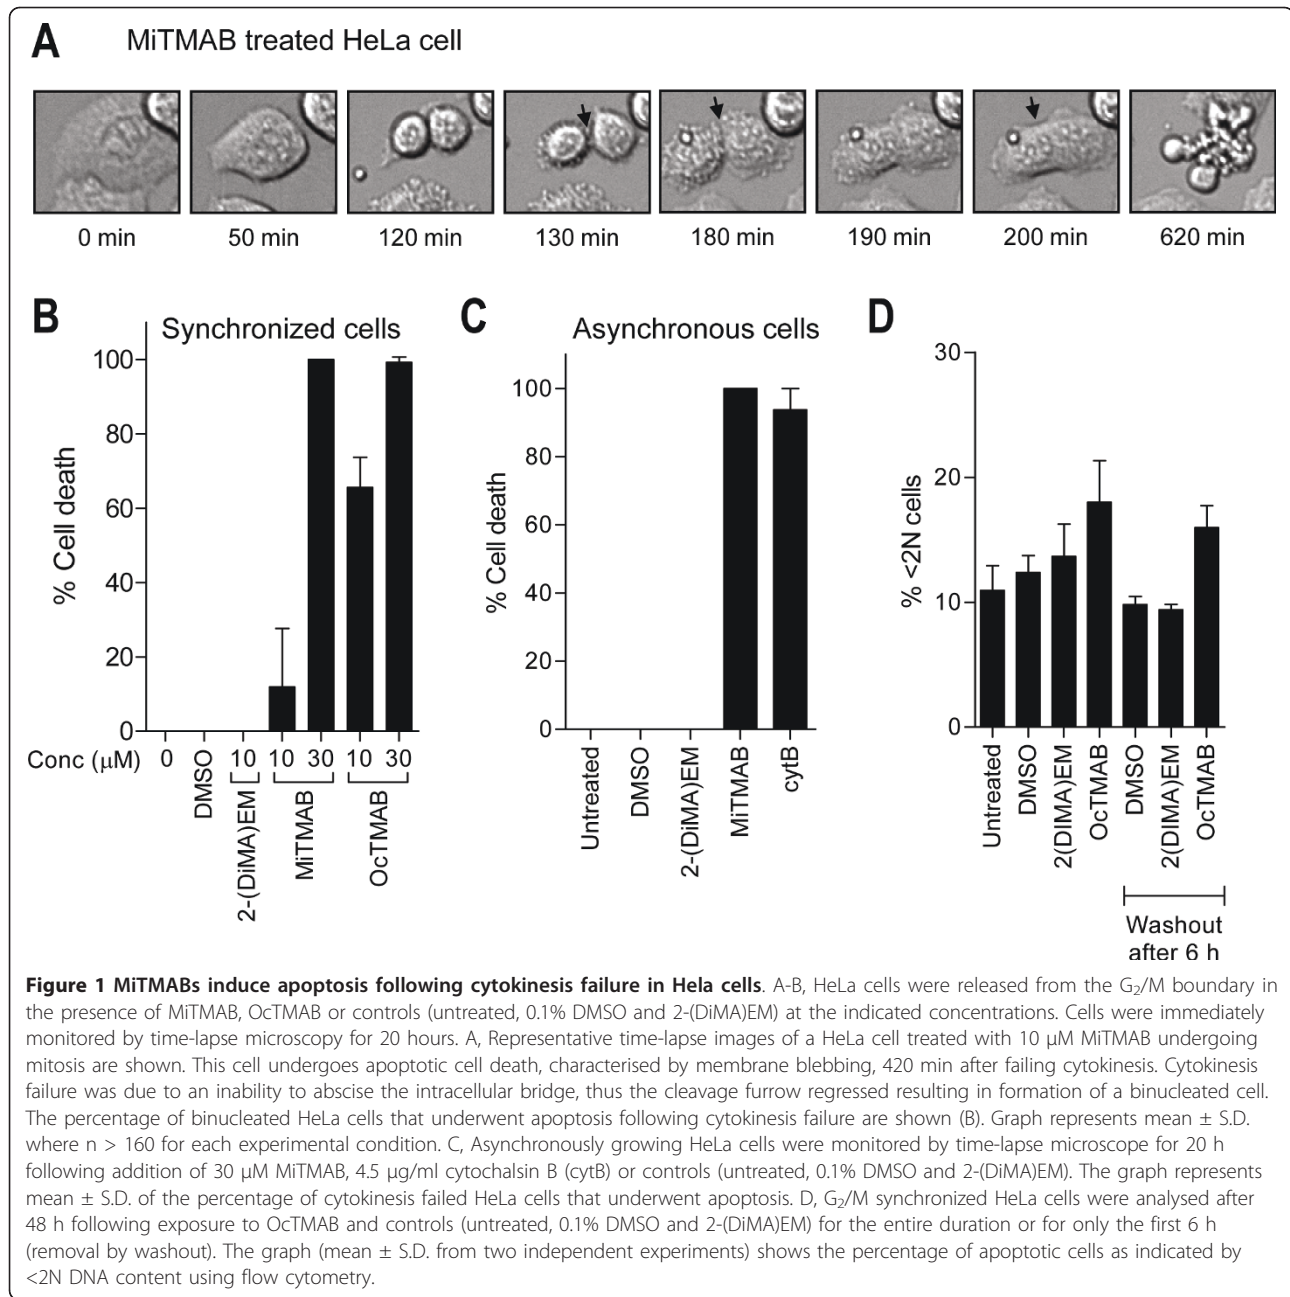 A
MiTMAB treated HeLa cell
0 min
50 min
120 min
130 min
180 min
190 min
200 min
620 min
B
Synchronized cells
% Cell death
100
80
60
40
20
0
Conc (µM)
0
DMSO
10
10
30
10
30
2-(DiMA)EM
MiTMAB
OcTMAB
C
Asynchronous cells
% Cell death
100
80
60
40
20
0
Untreated
DMSO
2-(DiMA)EM
MiTMAB
cytB
D
% <2N cells
30
20
10
0
Untreated
DMSO
2(DIMA)EM
OcTMAB
DMSO
2(DIMA)EM
OcTMAB
Washout
after 6 h
Figure 1 MiTMABs induce apoptosis following cytokinesis failure in Hela cells. A-B, HeLa cells were released from the G₂/M boundary in
the presence of MiTMAB, OcTMAB or controls (untreated, 0.1% DMSO and 2-(DiMA)EM) at the indicated concentrations. Cells were immediately
monitored by time-lapse microscopy for 20 hours. A, Representative time-lapse images of a HeLa cell treated with 10 µM MiTMAB undergoing
mitosis are shown. This cell undergoes apoptotic cell death, characterised by membrane blebbing, 420 min after failing cytokinesis. Cytokinesis
failure was due to an inability to abscise the intracellular bridge, thus the cleavage furrow regressed resulting in formation of a binucleated cell.
The percentage of binucleated HeLa cells that underwent apoptosis following cytokinesis failure are shown (B). Graph represents mean ± S.D.
where n > 160 for each experimental condition. C, Asynchronously growing HeLa cells were monitored by time-lapse microscope for 20 h
following addition of 30 µM MiTMAB, 4.5 µg/ml cytochalsin B (cytB) or controls (untreated, 0.1% DMSO and 2-(DiMA)EM). The graph represents
mean ± S.D. of the percentage of cytokinesis failed HeLa cells that underwent apoptosis. D, G₂/M synchronized HeLa cells were analysed after
48 h following exposure to OcTMAB and controls (untreated, 0.1% DMSO and 2-(DiMA)EM) for the entire duration or for only the first 6 h
(removal by washout). The graph (mean ± S.D. from two independent experiments) shows the percentage of apoptotic cells as indicated by
<2N DNA content using flow cytometry.